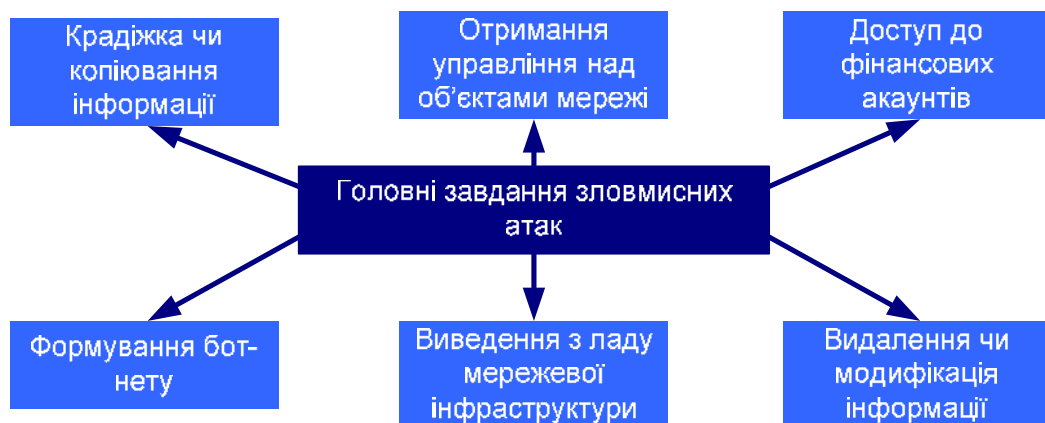 Крадіжка чи
копіювання
інформації
Отримання
управління над
об’єктами мережі
Доступ до
фінансових
акаунтів
Головні завдання зловмисних
атак
Формування бот-
нету
Виведення з ладу
мережевої
інфраструктури
Видалення чи
модифікація
інформації